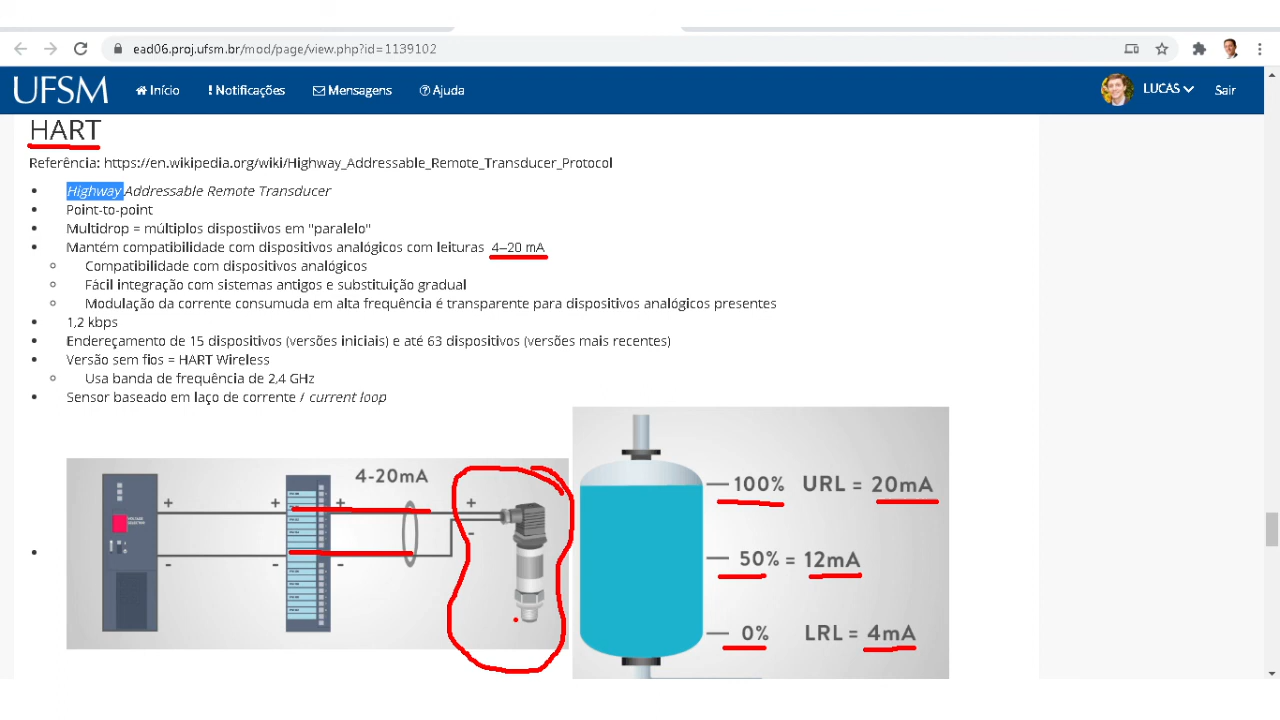 ead06.proj.ufsm.br/mod/page/view.php?id=1139102
UFSM Início Notificações Mensagens Ajuda LUCAS Sair
HART
Referência: https://en.wikipedia.org/wiki/Highway_Addressable_Remote_Transducer_Protocol
Highway Addressable Remote Transducer
Point-to-point
Multidrop = múltiplos dispostiivos em "paralelo"
Mantém compatibilidade com dispositivos analógicos com leituras 4–20 mA
Compatibilidade com dispositivos analógicos
Fácil integração com sistemas antigos e substituição gradual
Modulação da corrente consumuda em alta frequência é transparente para dispositivos analógicos presentes
1,2 kbps
Endereçamento de 15 dispositivos (versões iniciais) e até 63 dispositivos (versões mais recentes)
Versão sem fios = HART Wireless
Usa banda de frequência de 2,4 GHz
Sensor baseado em laço de corrente / current loop
4-20mA
+ + + +
- - - -
100% URL = 20mA
50% = 12mA
0% LRL = 4mA